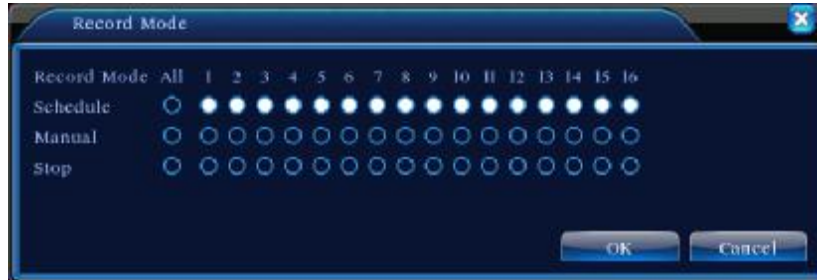 Record Mode
Record Mode All 1 2 3 4 5 6 7 8 9 10 11 12 13 14 15 16
Schedule
Manual
Stop
OK Cancel